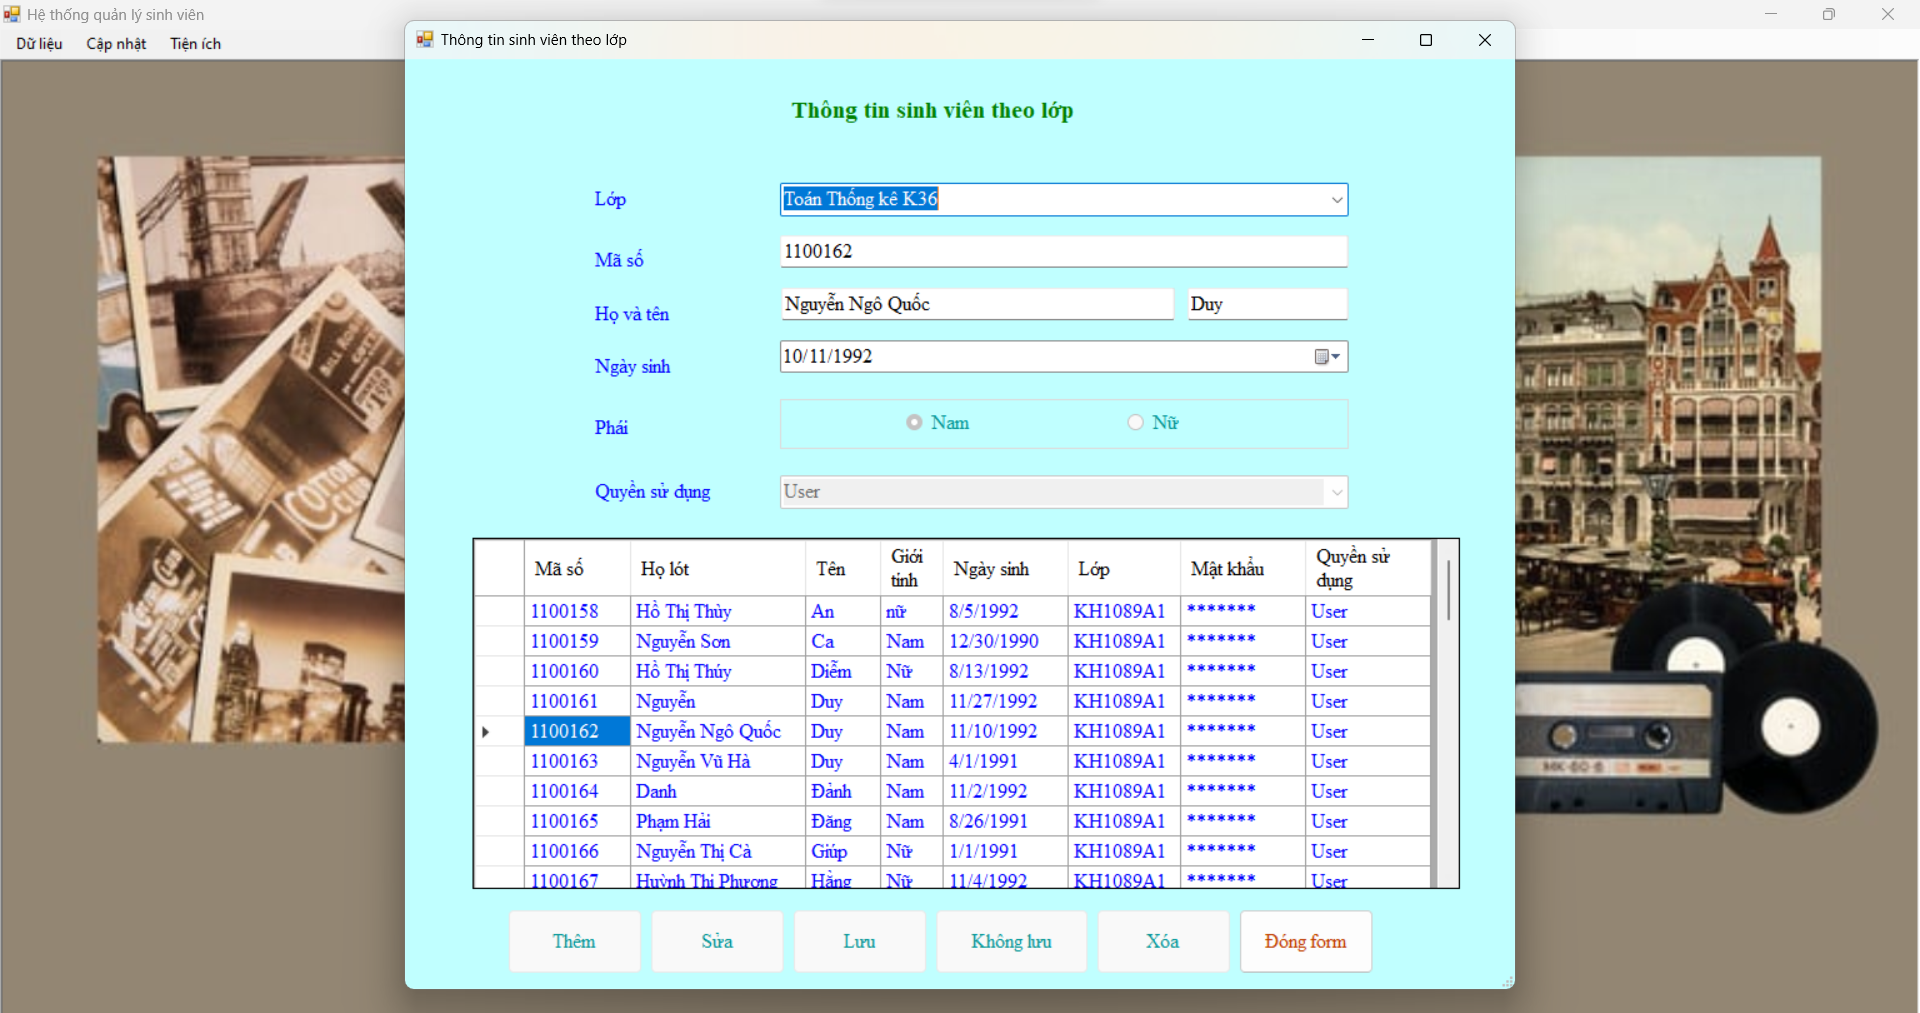 Hệ thống quản lý sinh viên
Dữ liệu Cập nhật Tiện ích
Thông tin sinh viên theo lớp
Thông tin sinh viên theo lớp
Lớp Toán Thống kê K36
Mã số 1100162
Họ và tên Nguyễn Ngô Quốc Duy
Ngày sinh 10/11/1992
Phái Nam Nữ
Quyền sử dụng User
Mã số Họ lót Tên Giới tính Ngày sinh Lớp Mật khẩu Quyền sử dụng
1100158 Hồ Thị Thùy An nữ 8/5/1992 KH1089A1 ******* User
1100159 Nguyễn Sơn Ca Nam 12/30/1990 KH1089A1 ******* User
1100160 Hồ Thị Thúy Diễm Nữ 8/13/1992 KH1089A1 ******* User
1100161 Nguyễn Duy Nam 11/27/1992 KH1089A1 ******* User
1100162 Nguyễn Ngô Quốc Duy Nam 11/10/1992 KH1089A1 ******* User
1100163 Nguyễn Vũ Hà Duy Nam 4/1/1991 KH1089A1 ******* User
1100164 Danh Đảnh Nam 11/2/1992 KH1089A1 ******* User
1100165 Phạm Hải Đăng Nam 8/26/1991 KH1089A1 ******* User
1100166 Nguyễn Thị Cà Giúp Nữ 1/1/1991 KH1089A1 ******* User
1100167 Huỳnh Thị Phương Hằng Nữ 11/4/1992 KH1089A1 ******* User
Thêm Sửa Lưu Không lưu Xóa Đóng form
COTTON
CLUB